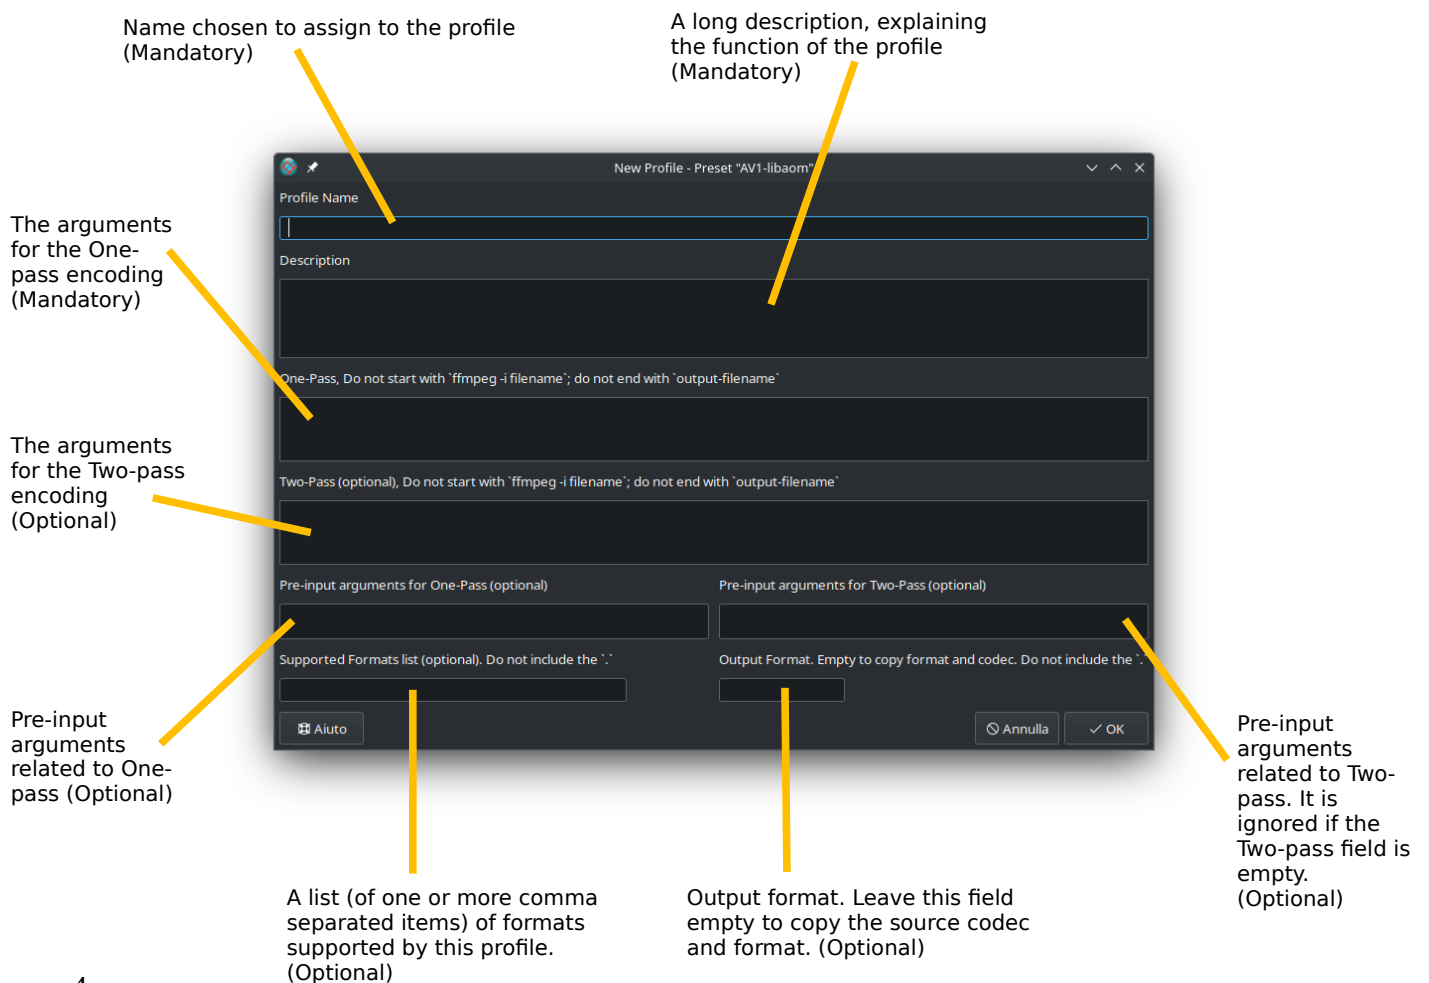 Name chosen to assign to the profile
(Mandatory)
A long description, explaining
the function of the profile
(Mandatory)
New Profile - Preset "AV1-libaom"
Profile Name
The arguments
for the One-
pass encoding
(Mandatory)
Description
One-Pass, Do not start with `ffmpeg -i filename`; do not end with `output-filename`
The arguments
for the Two-pass
encoding
(Optional)
Two-Pass (optional), Do not start with `ffmpeg -i filename`; do not end with `output-filename`
Pre-input arguments for One-Pass (optional)
Pre-input arguments for Two-Pass (optional)
Supported Formats list (optional). Do not include the `.`
Output Format. Empty to copy format and codec. Do not include the `.`
Aiuto
Annulla
OK
Pre-input
arguments
related to One-
pass (Optional)
Pre-input
arguments
related to Two-
pass. It is
ignored if the
Two-pass field is
empty.
(Optional)
A list (of one or more comma
separated items) of formats
supported by this profile.
(Optional)
Output format. Leave this field
empty to copy the source codec
and format. (Optional)